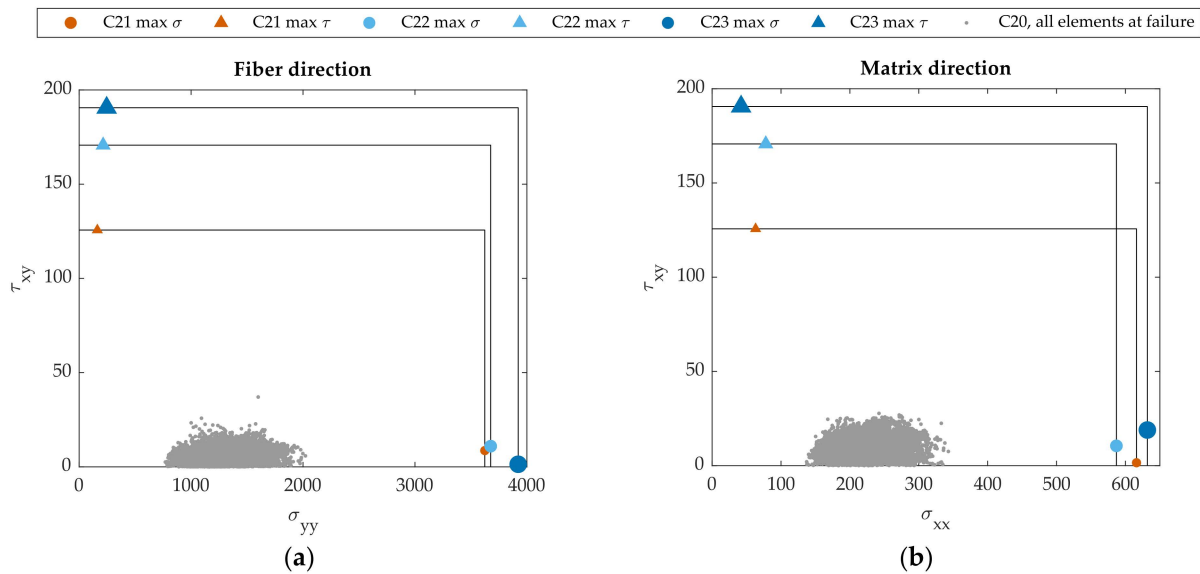 C21 max σ C21 max τ C22 max σ C22 max τ C23 max σ C23 max τ C20, all elements at failure
Fiber direction
200
150
100
50
0
τxy
0 1000 2000 3000 4000
σyy
(a)
Matrix direction
200
150
100
50
0
τxy
0 100 200 300 400 500 600
σxx
(b)